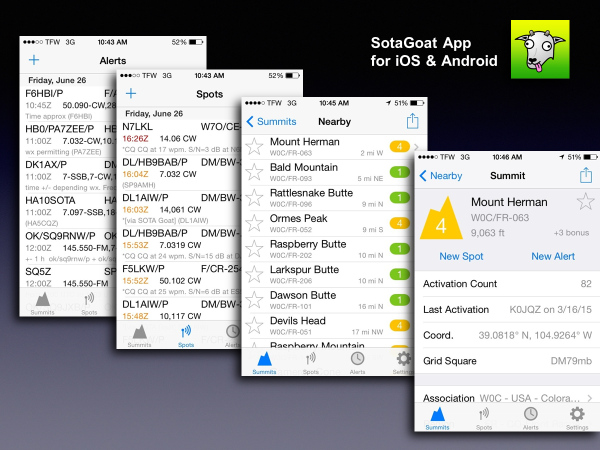 SotaGoat App
for iOS & Android
TFW 3G 10:43 AM 52%
Alerts
Friday, June 26
F6HBI/P
10:45Z 50.090-CW,28
Time approx (F6HBI)
HB0/PA7ZEE/P H
11:00Z 7.032-CW,10.
wx permitting (PA7ZEE)
DK1AX/P D
11:00Z 7-SSB,7-CW,1
time +/- depending wx. Freq
HA10SOTA
11:00Z 7.097-SSB,18
(HA5CQZ)
OK/SQ9RNW/P O
11:00Z 145.550-FM,7
+- 1 h ok/sq9rnw/p = ok/s
SQ5Z S
12:00Z 145.550-FM
Summits
TFW 3G 10:43 AM 52%
Spots
Friday, June 26
N7LKL W7O/CE-
16:26Z 14.06 CW
*CQ CQ at 17 wpm. S/N=3 dB at N6
DL/HB9BAB/P DM/BW-
16:04Z 7.032 CW
(SP9AMH)
DL1AIW/P DM/BW-
16:03Z 14,061 CW
*[via SOTA Goat] (DL1AIW)
DL/HB9BAB/P DM/BW-
15:53Z 7.0319 CW
*CQ CQ at 24 wpm. S/N=15 dB at
F5LKW/P F/CR-25
15:52Z 50,102 CW
*CQ CQ at 25 wpm. S/N=6 dB at
DL1AIW/P DM/BW-
15:48Z 10,117 CW
Summits Spots Alerts
TFW 3G 10:45 AM 51%
Summits Nearby
Mount Herman 4
W0C/FR-063 2 mi W
Bald Mountain 1
W0C/FR-093 5 mi NE
Rattlesnake Butte 1
W0C/FR-096 9 mi N
Ormes Peak 4
W0C/FR-052 9 mi S
Raspberry Butte 1
W0C/FR-202 10 mi N
Larkspur Butte 1
W0C/FR-206 10 mi N
Dawson Butte 1
W0C/FR-101 16 mi N
Devils Head 4
W0C/FR-051 17 mi NW
Raspberry Mountain
Summits Spots Alerts Settings
TFW 3G 10:46 AM 51%
Nearby Summit
4
Mount Herman
W0C/FR-063
9,063 ft +3 bonus
New Spot New Alert
Activation Count 82
Last Activation K0JQZ on 3/16/15
Coord. 39.0818° N, 104.9264° W
Grid Square DM79mb
Association W0C - USA - Colora...
Summits Spots Alerts Settings